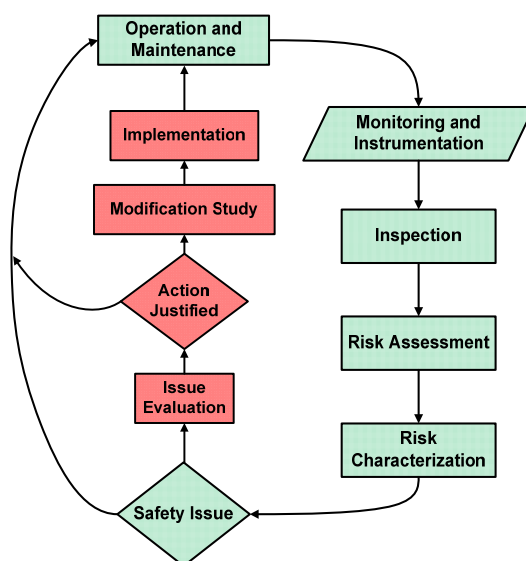 Operation and
Maintenance
Implementation
Monitoring and
Instrumentation
Modification Study
Inspection
Action
Justified
Risk Assessment
Issue
Evaluation
Risk
Characterization
Safety Issue